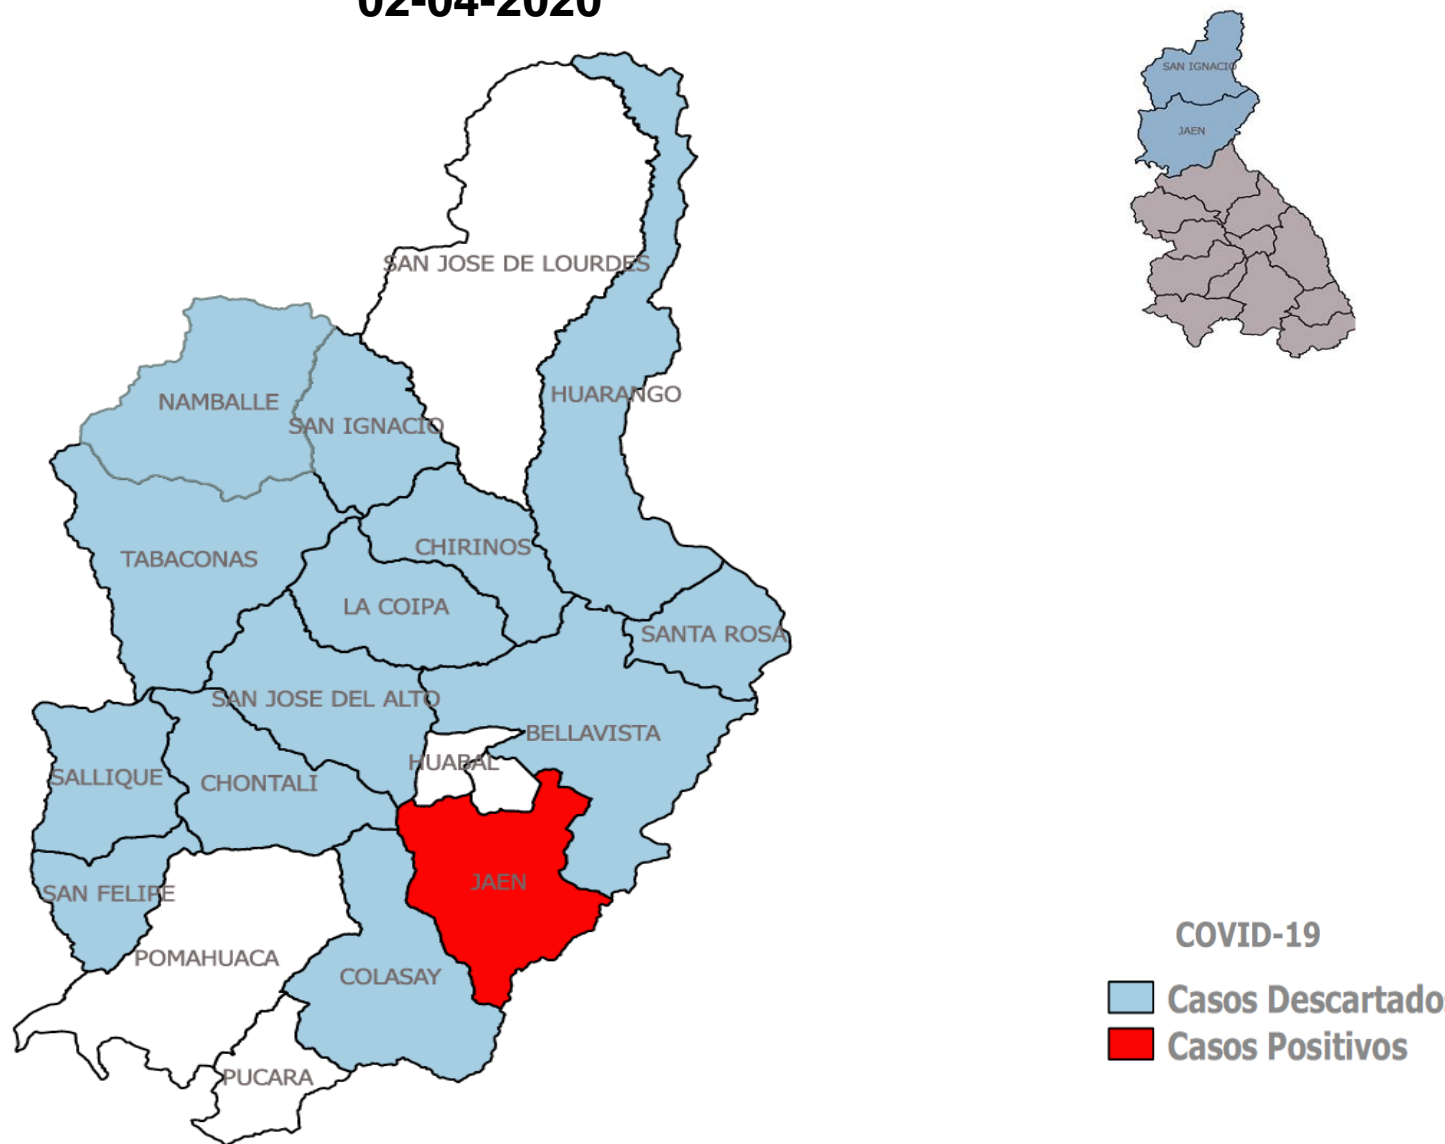 02-04-2020
SAN IGNACIO
JAEN
SAN JOSE DE LOURDES
NAMBALLE
SAN IGNACIO
HUARANGO
TABACONAS
CHIRINOS
LA COIPA
SANTA ROSA
SAN JOSE DEL ALTO
BELLAVISTA
HUABAL
SALLIQUE
CHONTALI
JAEN
SAN FELIPE
POMAHUACA
COLASAY
PUCARA
COVID-19
Casos Descartados
Casos Positivos